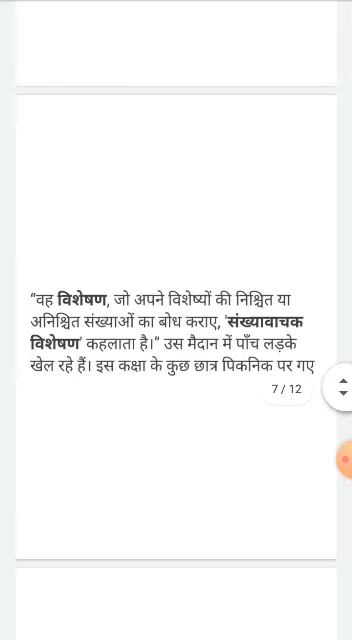 “वह विशेषण, जो अपने विशेष्यों की निश्चित या
अनिश्चित संख्याओं का बोध कराए, 'संख्यावाचक
विशेषण' कहलाता है।” उस मैदान में पाँच लड़के
खेल रहे हैं। इस कक्षा के कुछ छात्र पिकनिक पर गए
7 / 12